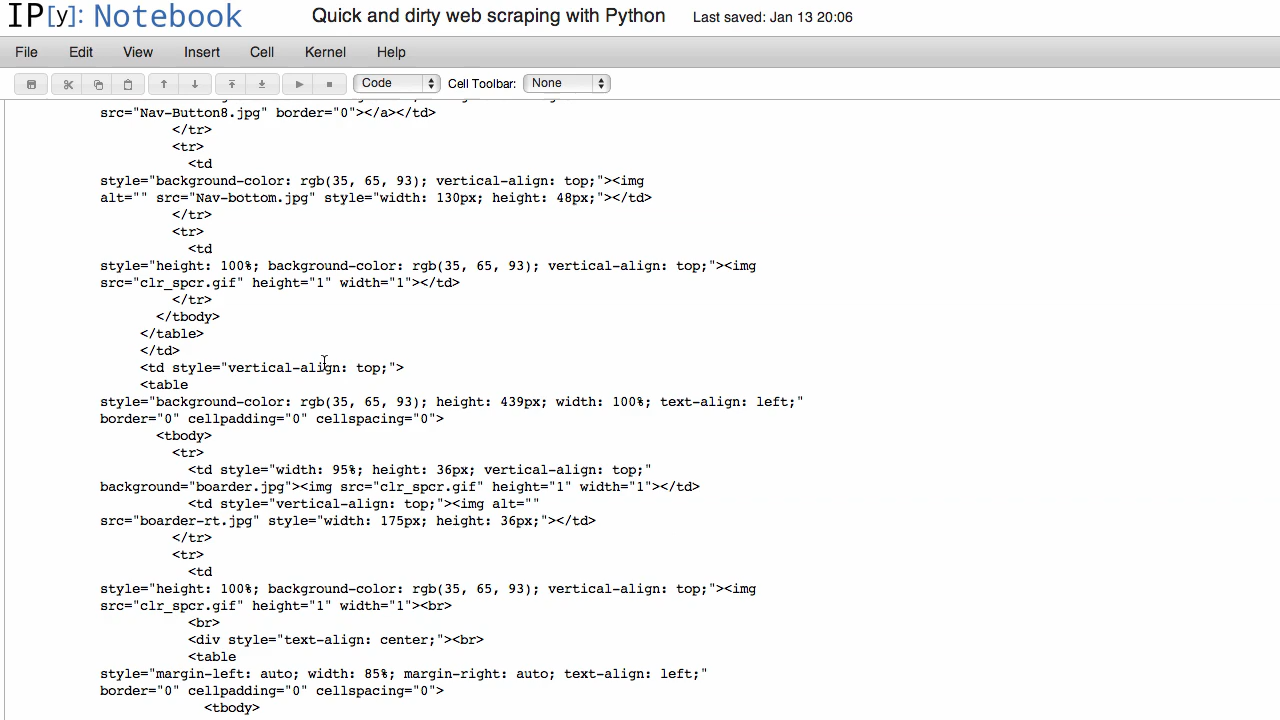 IP[y]: Notebook Quick and dirty web scraping with Python Last saved: Jan 13 20:06
File Edit View Insert Cell Kernel Help
Code Cell Toolbar: None
src="Nav-Button8.jpg" border="0"></a></td>
</tr>
<tr>
<td
style="background-color: rgb(35, 65, 93); vertical-align: top;"><img
alt="" src="Nav-bottom.jpg" style="width: 130px; height: 48px;"></td>
</tr>
<tr>
<td
style="height: 100%; background-color: rgb(35, 65, 93); vertical-align: top;"><img
src="clr_spcr.gif" height="1" width="1"></td>
</tr>
</tbody>
</table>
</td>
<td style="vertical-align: top;">
<table
style="background-color: rgb(35, 65, 93); height: 439px; width: 100%; text-align: left;"
border="0" cellpadding="0" cellspacing="0">
<tbody>
<tr>
<td style="width: 95%; height: 36px; vertical-align: top;"
background="boarder.jpg"><img src="clr_spcr.gif" height="1" width="1"></td>
<td style="vertical-align: top;"><img alt=""
src="boarder-rt.jpg" style="width: 175px; height: 36px;"></td>
</tr>
<tr>
<td
style="height: 100%; background-color: rgb(35, 65, 93); vertical-align: top;"><img
src="clr_spcr.gif" height="1" width="1"><br>
<br>
<div style="text-align: center;"><br>
<table
style="margin-left: auto; width: 85%; margin-right: auto; text-align: left;"
border="0" cellpadding="0" cellspacing="0">
<tbody>